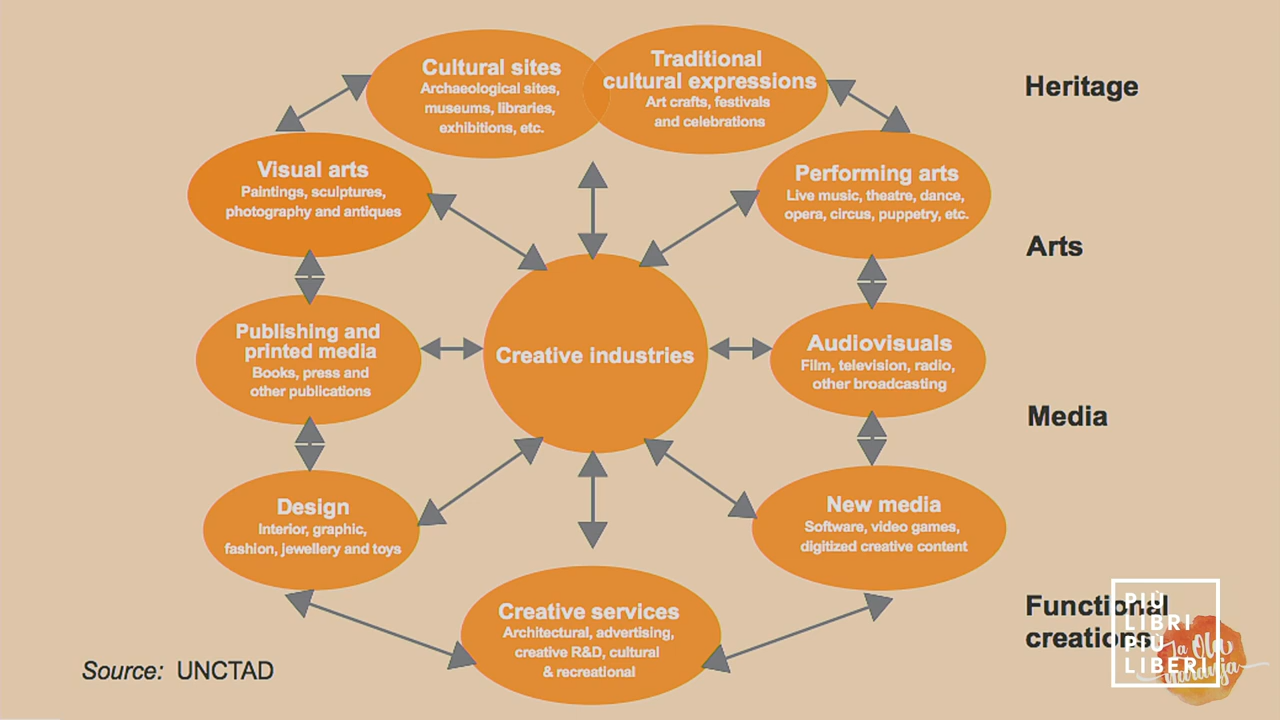 Cultural sites
Archaeological sites,
museums, libraries,
exhibitions, etc.
Traditional
cultural expressions
Art crafts, festivals
and celebrations
Heritage
Visual arts
Paintings, sculptures,
photography and antiques
Performing arts
Live music, theatre, dance,
opera, circus, puppetry, etc.
Arts
Publishing and
printed media
Books, press and
other publications
Creative industries
Audiovisuals
Film, television, radio,
other broadcasting
Media
Design
Interior, graphic,
fashion, jewellery and toys
New media
Software, video games,
digitized creative content
Creative services
Architectural, advertising,
creative R&D, cultural
& recreational
Functional
creations
Source: UNCTAD
PIÙ
LIBRI
PIÙ
LIBERI
La Ola